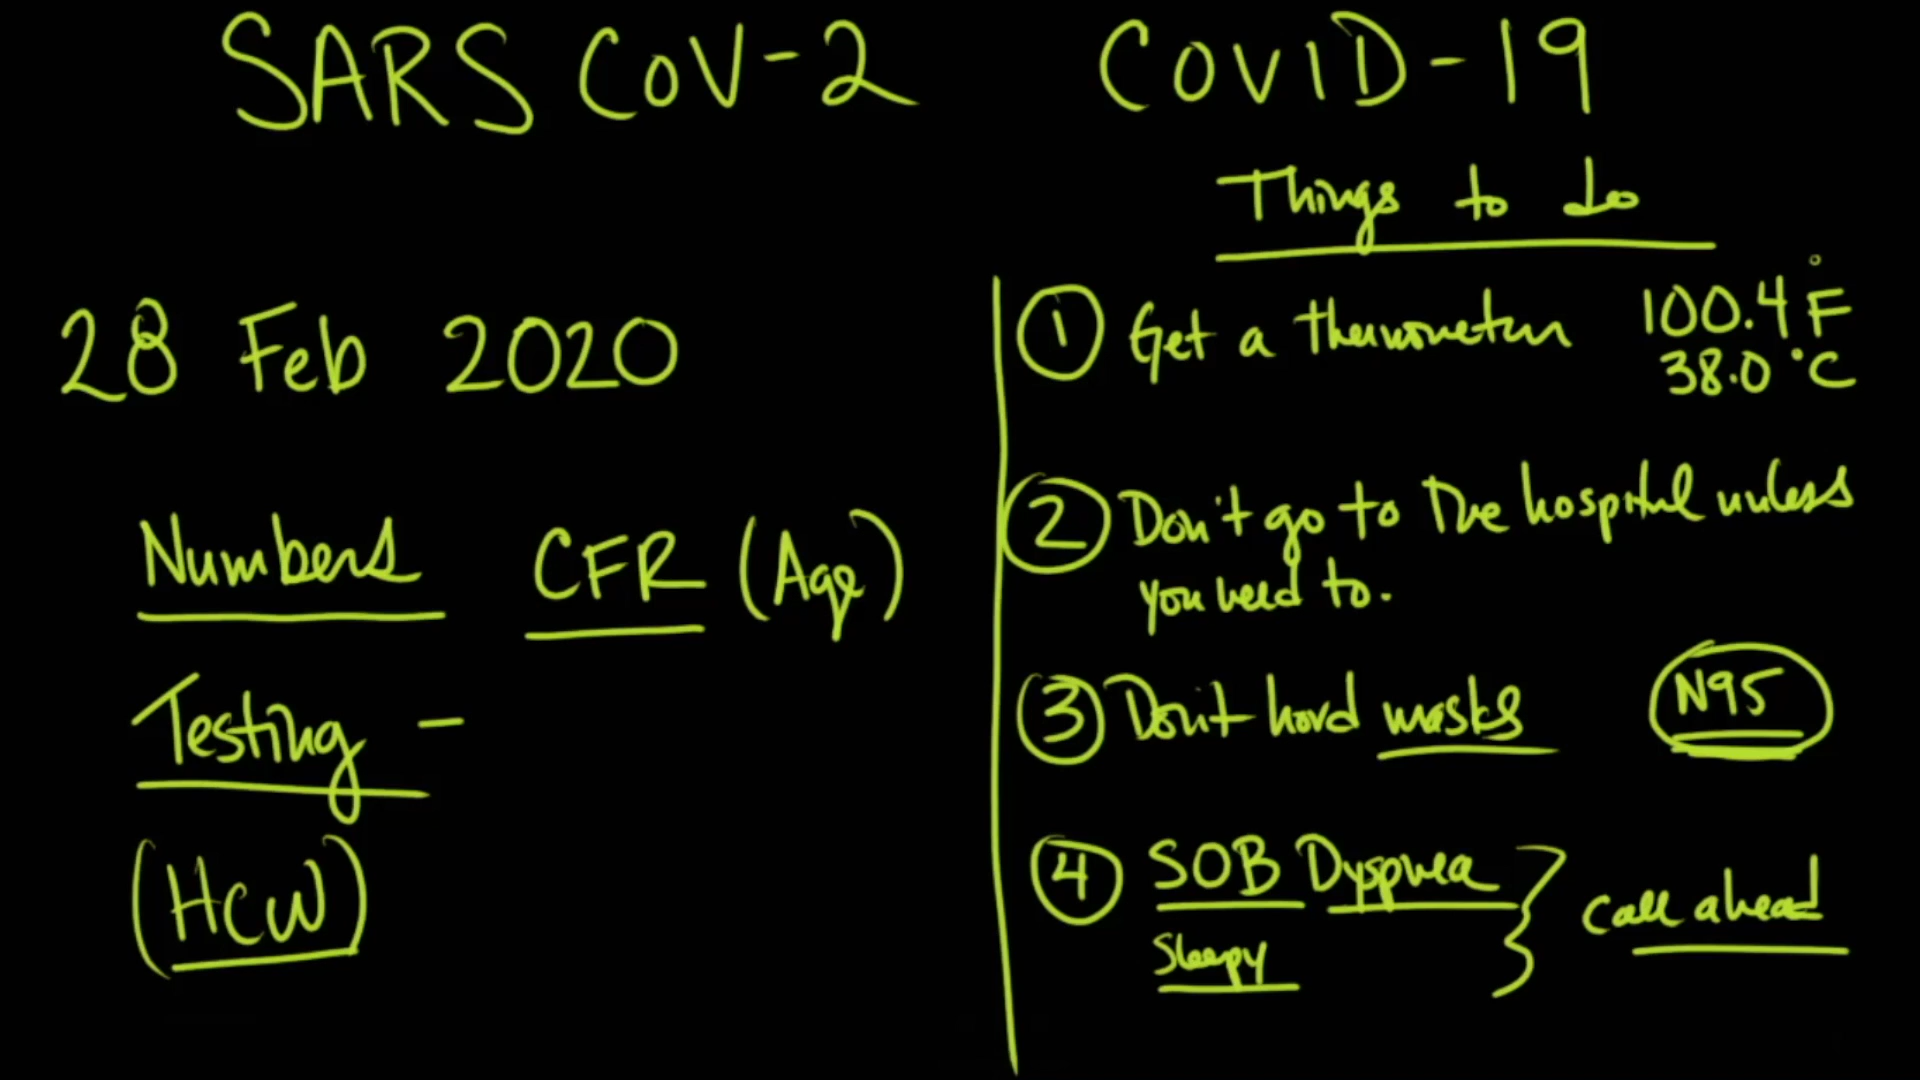 SARS CoV-2 COVID-19
Things to do
28 Feb 2020
Numbers CFR (Age)
Testing -
(HCW)
1 Get a thermometer 100.4 °F
38.0 °C
2 Don't go to the hospital unless
you need to.
3 Don't hord masks N95
4 SOB Dyspnea } Call ahead
Sleepy